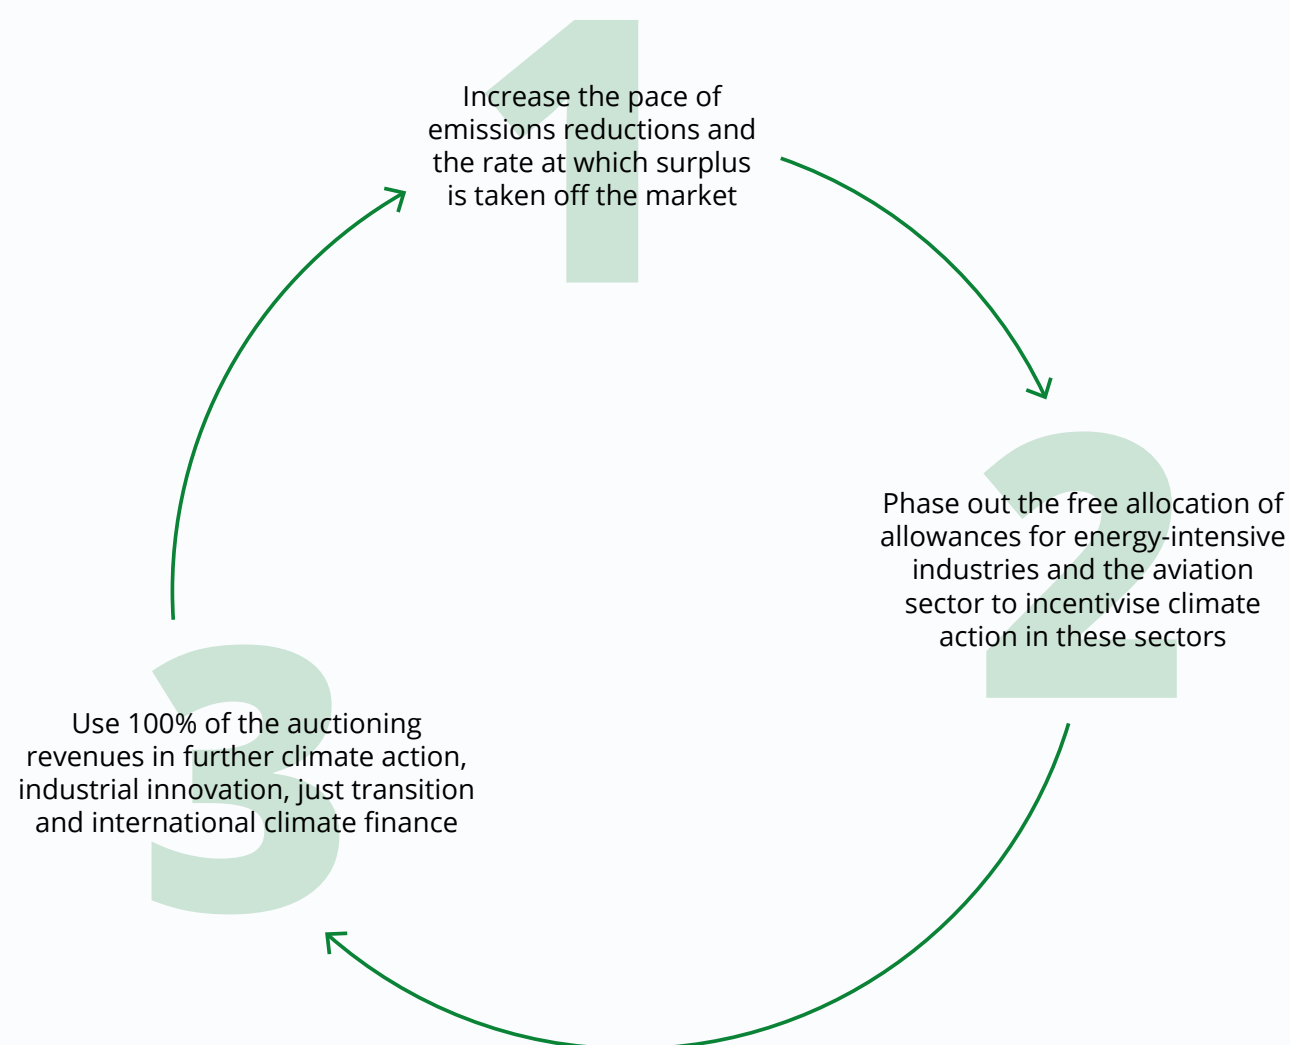 1
Increase the pace of
emissions reductions and
the rate at which surplus
is taken off the market
2
Phase out the free allocation of
allowances for energy-intensive
industries and the aviation
sector to incentivise climate
action in these sectors
3
Use 100% of the auctioning
revenues in further climate action,
industrial innovation, just transition
and international climate finance